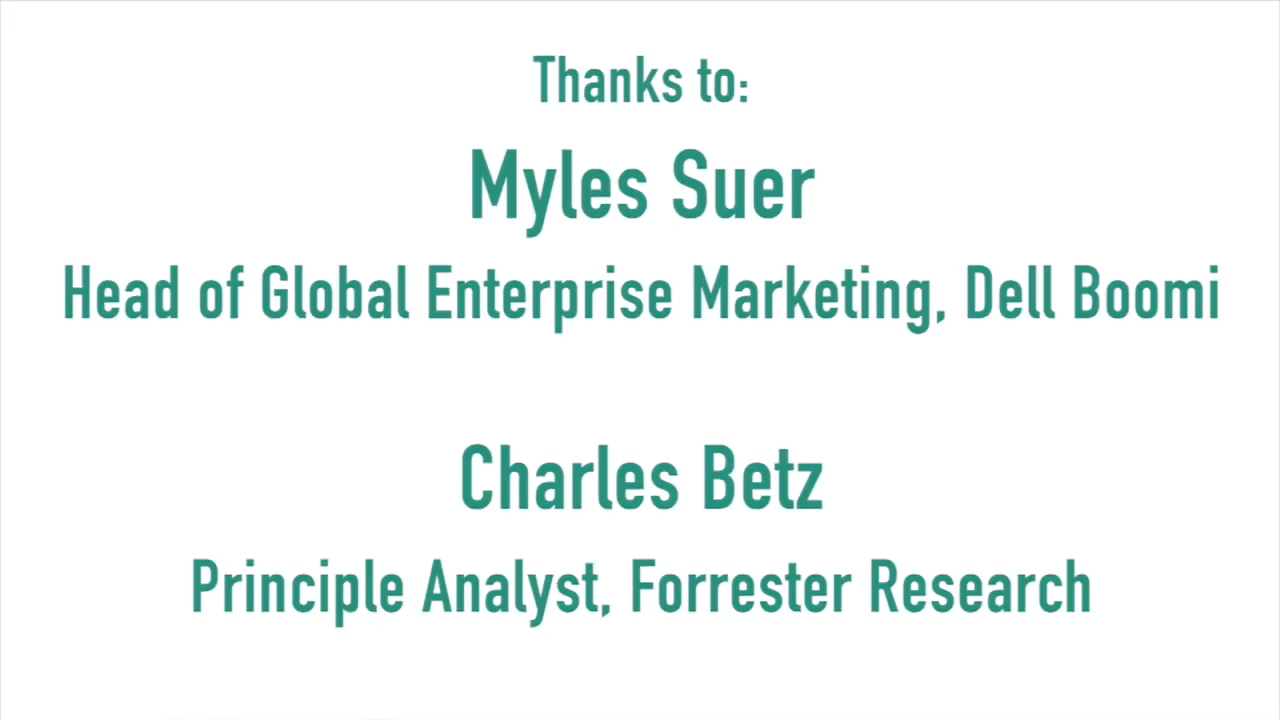 Thanks to:
Myles Suer
Head of Global Enterprise Marketing, Dell Boomi
Charles Betz
Principle Analyst, Forrester Research